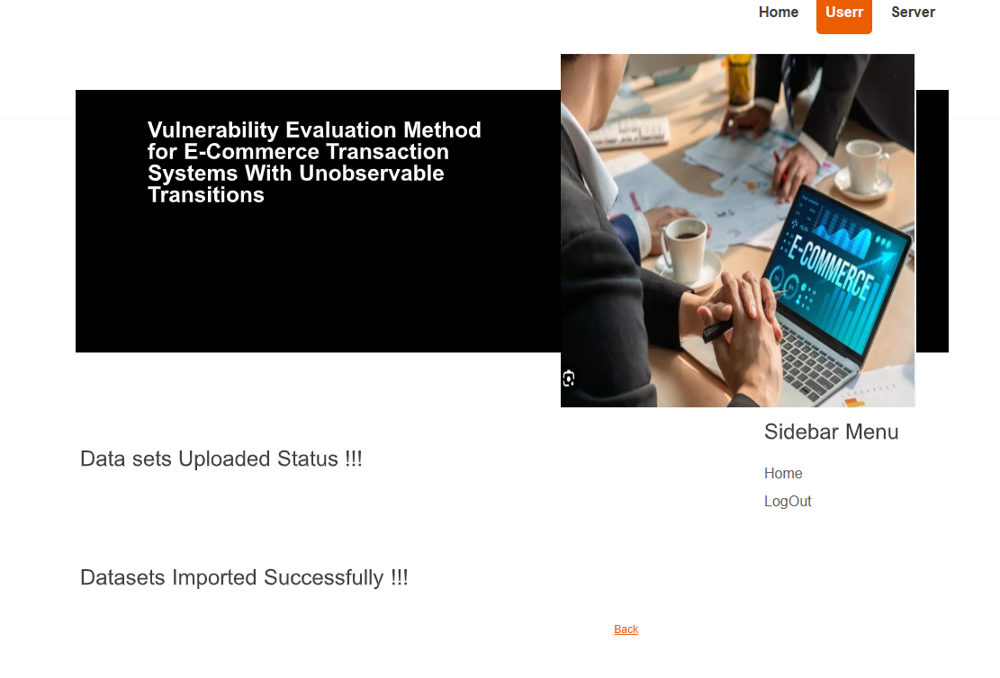 Home Userr Server
Vulnerability Evaluation Method
for E-Commerce Transaction
Systems With Unobservable
Transitions
E-COMMERCE
Sidebar Menu
Data sets Uploaded Status !!!
Home
LogOut
Datasets Imported Successfully !!!
Back